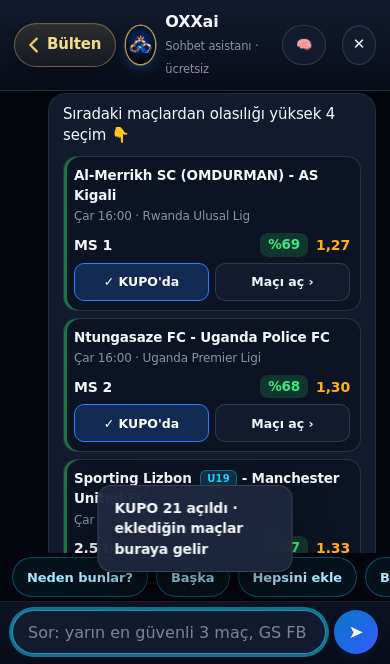 OXXai
Bülten
Sohbet asistanı ·
ücretsiz
Sıradaki maçlardan olasılığı yüksek 4
seçim 👇
Al-Merrikh SC (OMDURMAN) - AS
Kigali
Çar 16:00 · Rwanda Ulusal Lig
MS 1 %69 1,27
✓ KUPO'da Maçı aç ›
Ntungasaze FC - Uganda Police FC
Çar 16:00 · Uganda Premier Ligi
MS 2 %68 1,30
✓ KUPO'da Maçı aç ›
Sporting Lizbon U19 - Manchester
Çar
1.33
KUPO 21 açıldı ·
eklediğin maçlar
buraya gelir
Neden bunlar? Başka Hepsini ekle
Sor: yarın en güvenli 3 maç, GS FB